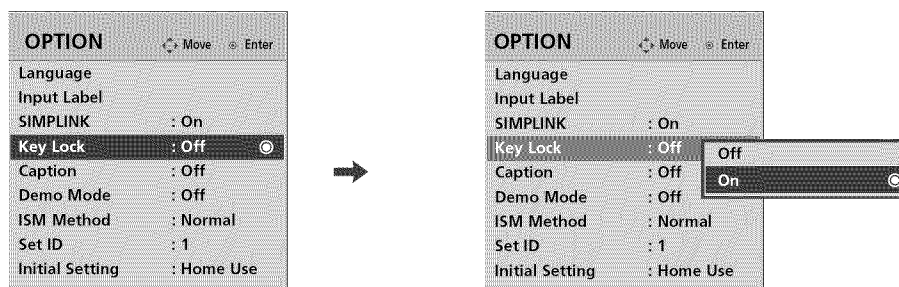 OPTION Move Enter
Language
Input Label
SIMPLINK : On
Key Lock : Off
Caption : Off
Demo Mode : Off
ISM Method : Normal
Set ID : 1
Initial Setting : Home Use
OPTION Move Enter
Language
Input Label
SIMPLINK : On
Key Lock : Off
Caption : Off
Demo Mode : Off
ISM Method : Normal
Set ID : 1
Initial Setting : Home Use
Off
On